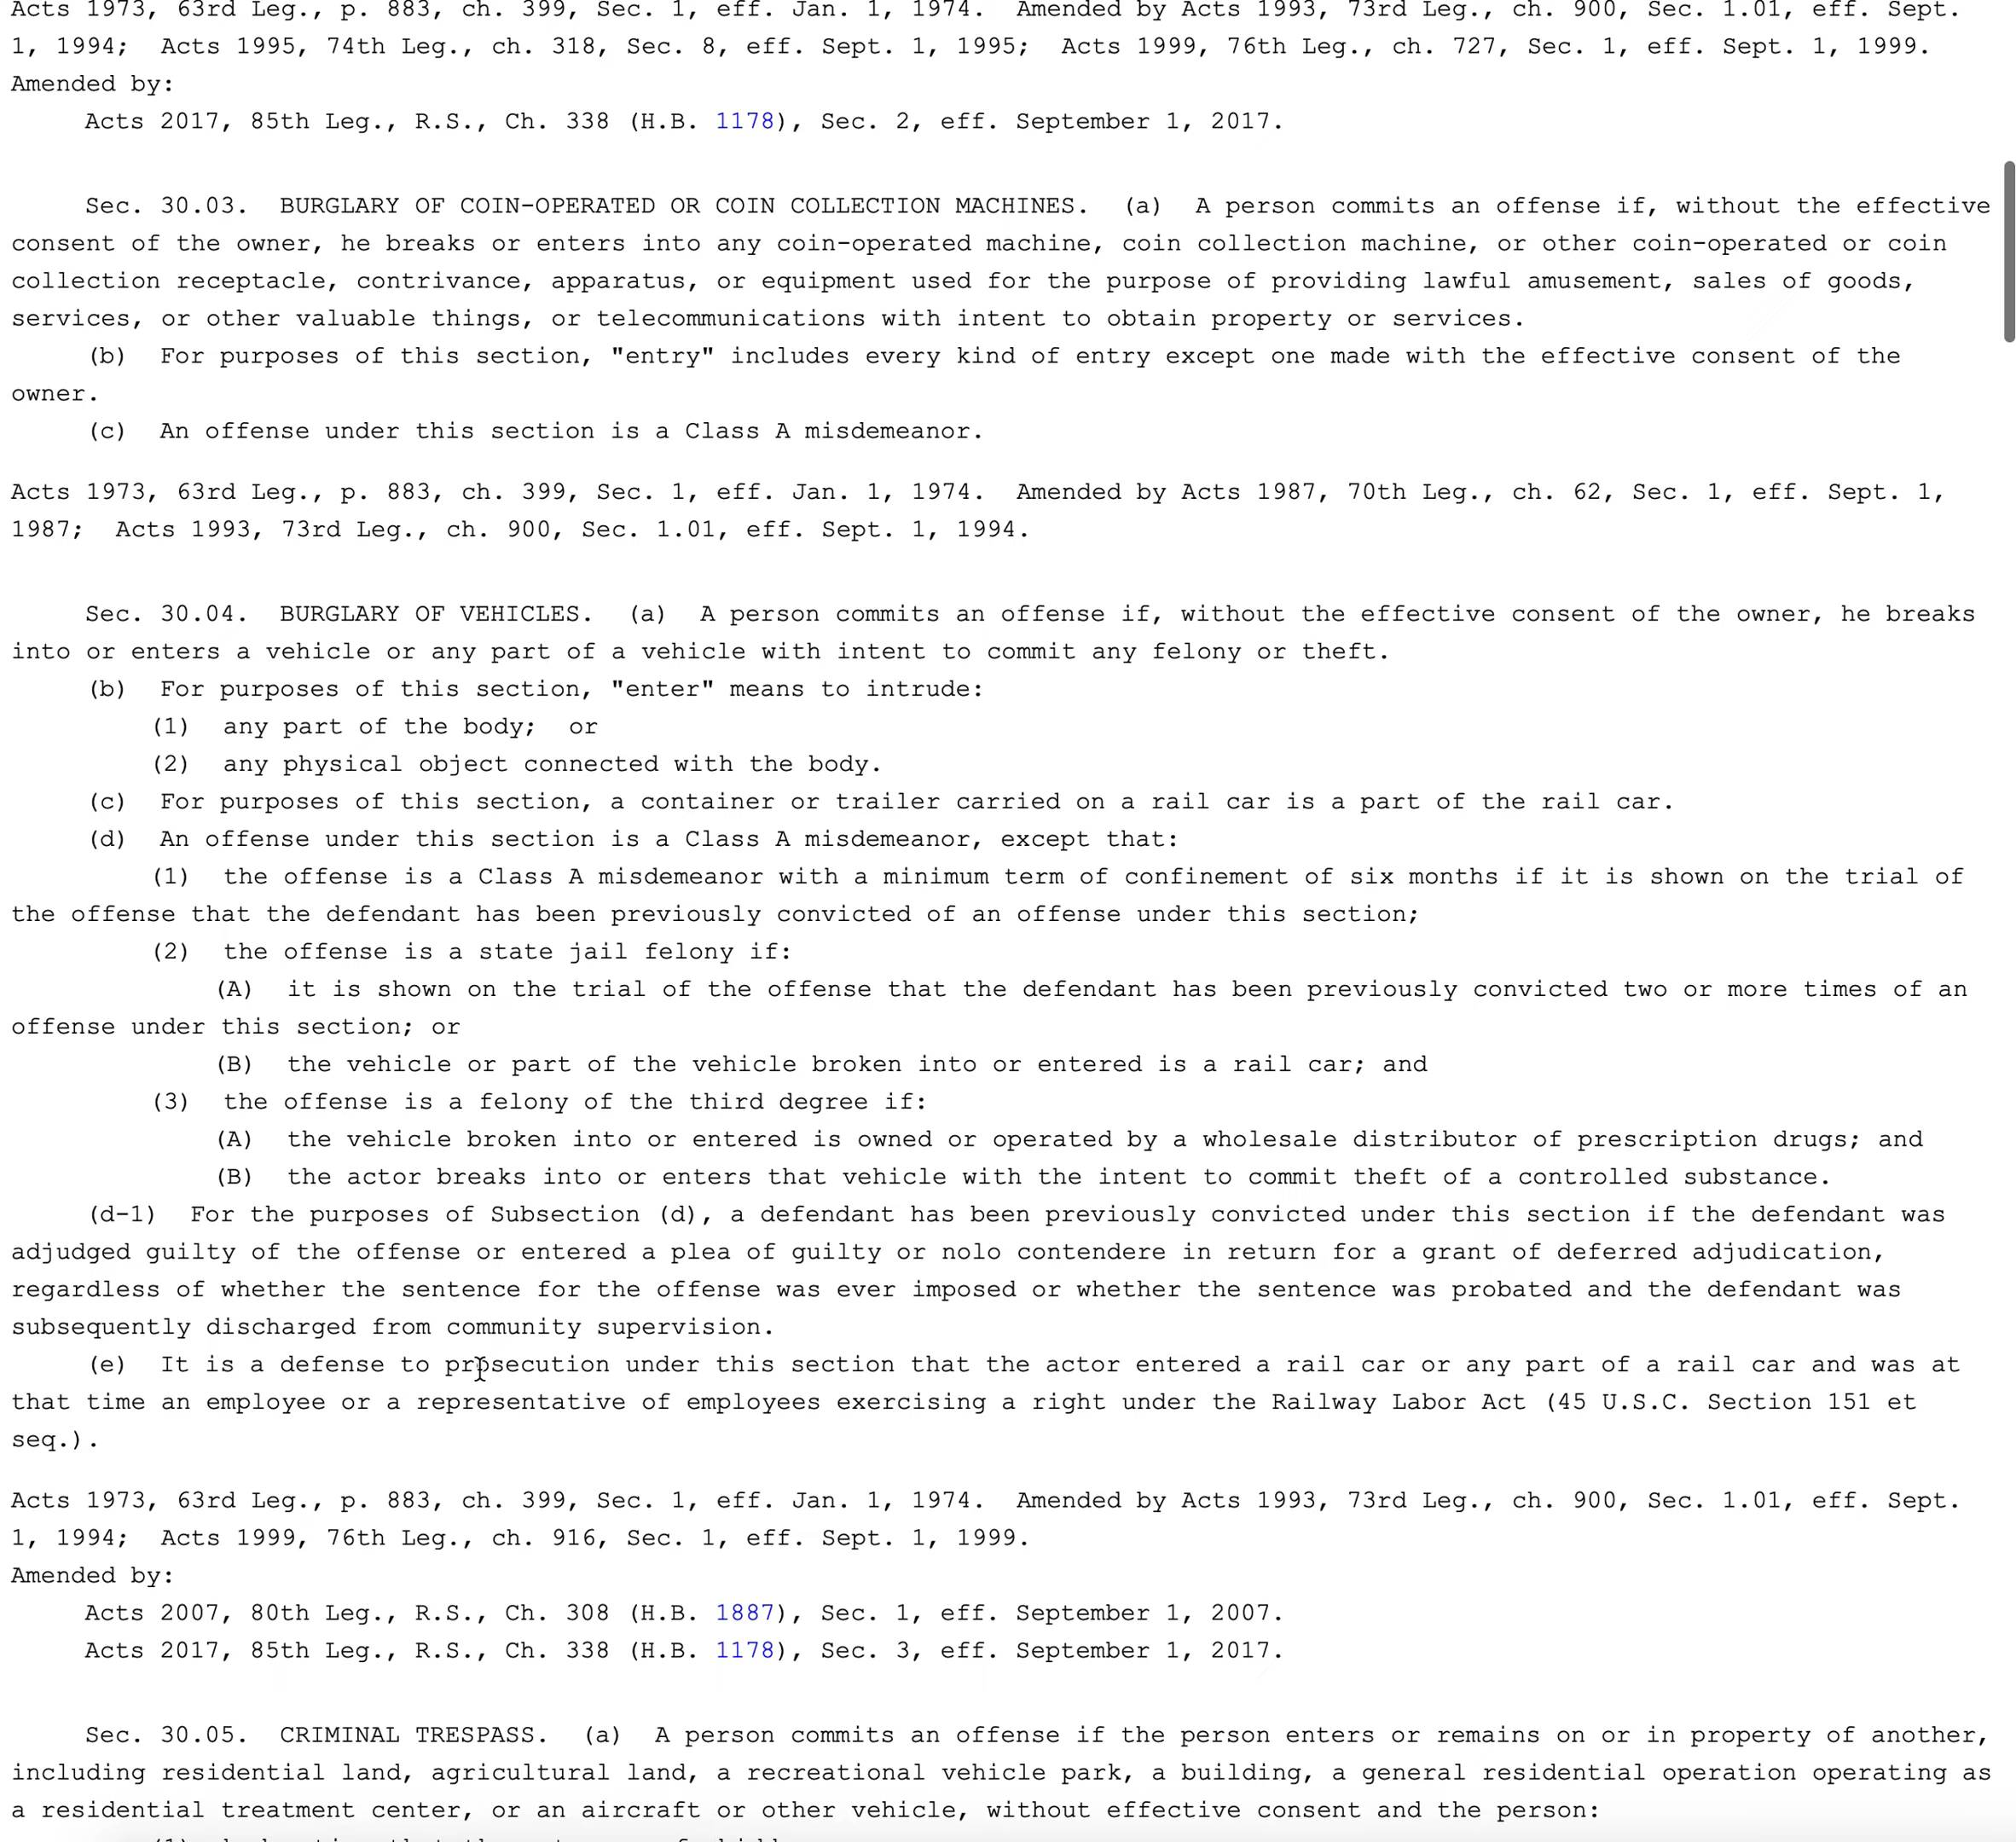 Acts 1973, 63rd Leg., p. 883, ch. 399, Sec. 1, eff. Jan. 1, 1974.  Amended by Acts 1993, 73rd Leg., ch. 900, Sec. 1.01, eff. Sept.
1, 1994;  Acts 1995, 74th Leg., ch. 318, Sec. 8, eff. Sept. 1, 1995;  Acts 1999, 76th Leg., ch. 727, Sec. 1, eff. Sept. 1, 1999.
Amended by:
Acts 2017, 85th Leg., R.S., Ch. 338 (H.B. 1178), Sec. 2, eff. September 1, 2017.
Sec. 30.03.  BURGLARY OF COIN-OPERATED OR COIN COLLECTION MACHINES.  (a)  A person commits an offense if, without the effective
consent of the owner, he breaks or enters into any coin-operated machine, coin collection machine, or other coin-operated or coin
collection receptacle, contrivance, apparatus, or equipment used for the purpose of providing lawful amusement, sales of goods,
services, or other valuable things, or telecommunications with intent to obtain property or services.
(b)  For purposes of this section, "entry" includes every kind of entry except one made with the effective consent of the
owner.
(c)  An offense under this section is a Class A misdemeanor.
Acts 1973, 63rd Leg., p. 883, ch. 399, Sec. 1, eff. Jan. 1, 1974.  Amended by Acts 1987, 70th Leg., ch. 62, Sec. 1, eff. Sept. 1,
1987;  Acts 1993, 73rd Leg., ch. 900, Sec. 1.01, eff. Sept. 1, 1994.
Sec. 30.04.  BURGLARY OF VEHICLES.  (a)  A person commits an offense if, without the effective consent of the owner, he breaks
into or enters a vehicle or any part of a vehicle with intent to commit any felony or theft.
(b)  For purposes of this section, "enter" means to intrude:
(1)  any part of the body;  or
(2)  any physical object connected with the body.
(c)  For purposes of this section, a container or trailer carried on a rail car is a part of the rail car.
(d)  An offense under this section is a Class A misdemeanor, except that:
(1)  the offense is a Class A misdemeanor with a minimum term of confinement of six months if it is shown on the trial of
the offense that the defendant has been previously convicted of an offense under this section;
(2)  the offense is a state jail felony if:
(A)  it is shown on the trial of the offense that the defendant has been previously convicted two or more times of an
offense under this section; or
(B)  the vehicle or part of the vehicle broken into or entered is a rail car; and
(3)  the offense is a felony of the third degree if:
(A)  the vehicle broken into or entered is owned or operated by a wholesale distributor of prescription drugs; and
(B)  the actor breaks into or enters that vehicle with the intent to commit theft of a controlled substance.
(d-1)  For the purposes of Subsection (d), a defendant has been previously convicted under this section if the defendant was
adjudged guilty of the offense or entered a plea of guilty or nolo contendere in return for a grant of deferred adjudication,
regardless of whether the sentence for the offense was ever imposed or whether the sentence was probated and the defendant was
subsequently discharged from community supervision.
(e)  It is a defense to prosecution under this section that the actor entered a rail car or any part of a rail car and was at
that time an employee or a representative of employees exercising a right under the Railway Labor Act (45 U.S.C. Section 151 et
seq.).
Acts 1973, 63rd Leg., p. 883, ch. 399, Sec. 1, eff. Jan. 1, 1974.  Amended by Acts 1993, 73rd Leg., ch. 900, Sec. 1.01, eff. Sept.
1, 1994;  Acts 1999, 76th Leg., ch. 916, Sec. 1, eff. Sept. 1, 1999.
Amended by:
Acts 2007, 80th Leg., R.S., Ch. 308 (H.B. 1887), Sec. 1, eff. September 1, 2007.
Acts 2017, 85th Leg., R.S., Ch. 338 (H.B. 1178), Sec. 3, eff. September 1, 2017.
Sec. 30.05.  CRIMINAL TRESPASS.  (a)  A person commits an offense if the person enters or remains on or in property of another,
including residential land, agricultural land, a recreational vehicle park, a building, a general residential operation operating as
a residential treatment center, or an aircraft or other vehicle, without effective consent and the person: